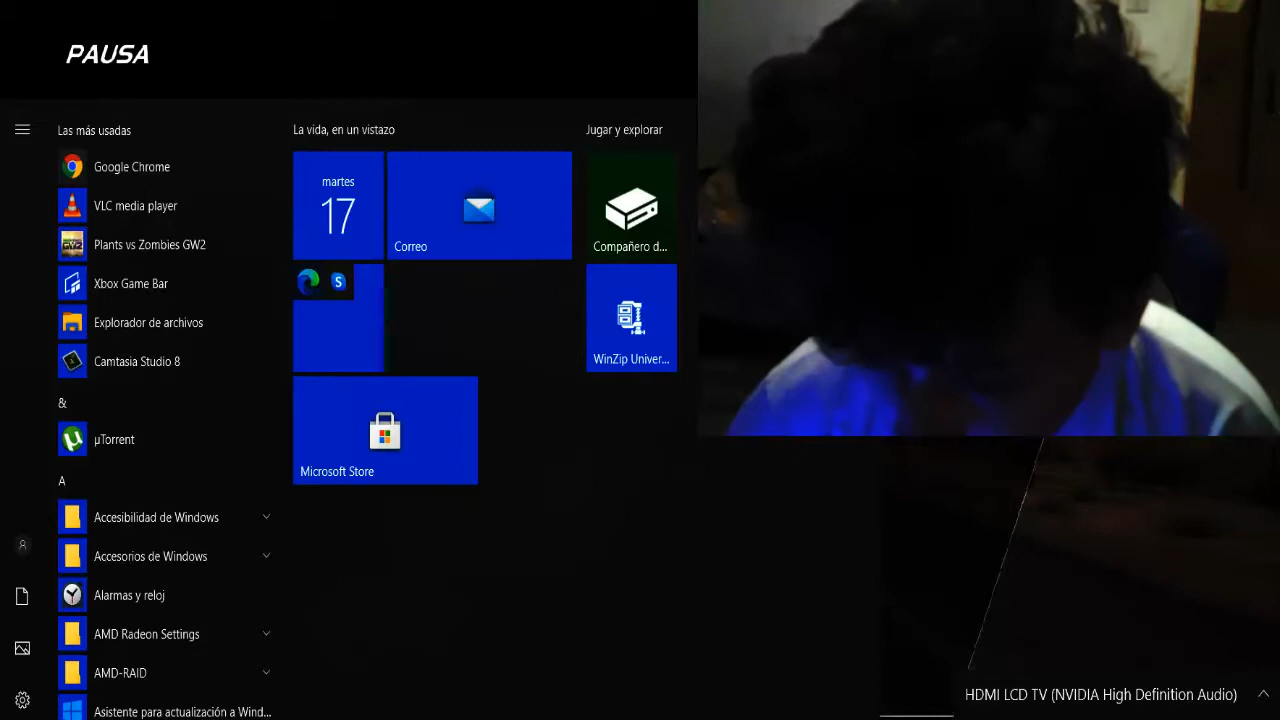 PAUSA
Las más usadas
Google Chrome
VLC media player
Plants vs Zombies GW2
Xbox Game Bar
Explorador de archivos
Camtasia Studio 8
&
µTorrent
A
Accesibilidad de Windows
Accesorios de Windows
Alarmas y reloj
AMD Radeon Settings
AMD-RAID
Asistente para actualización a Wind...
La vida, en un vistazo
martes
17
Correo
Microsoft Store
Jugar y explorar
Compañero d...
WinZip Univer...
HDMI LCD TV (NVIDIA High Definition Audio)